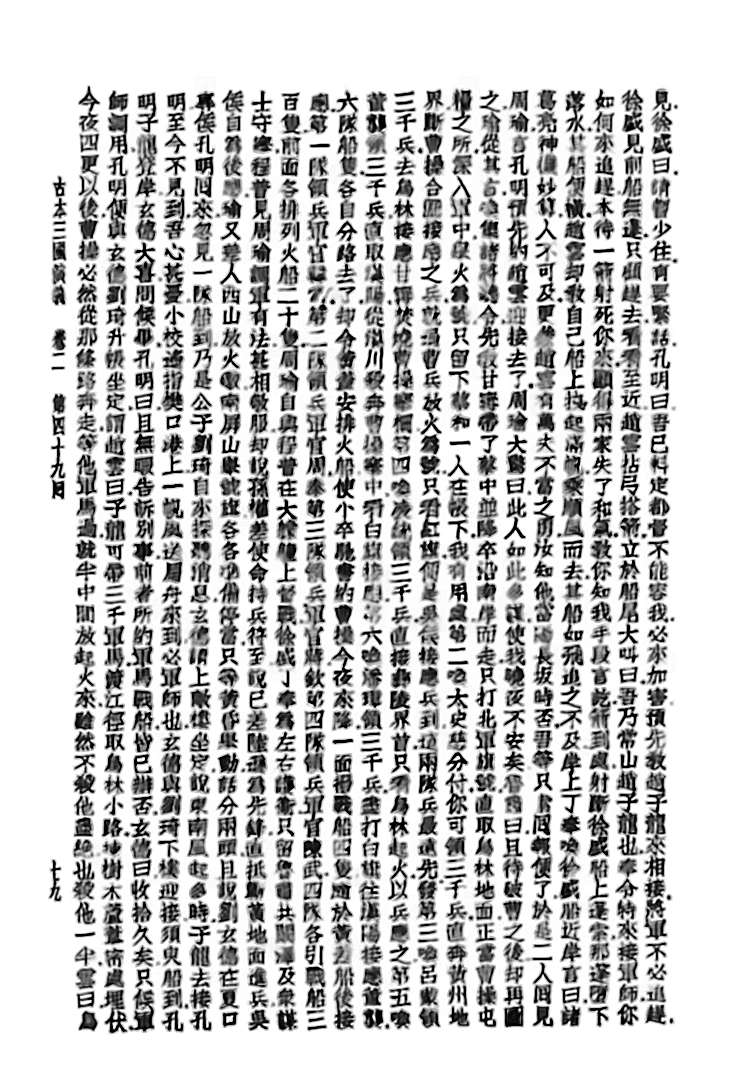 見徐盛曰請暫少住有要緊話孔明曰吾已料定都督不能容我必來加害預先教趙子龍來相接將軍不必追趕
徐盛見前船無蓬只顧趕去看看至近趙雲拈弓搭箭立於船尾大叫曰吾乃常山趙子龍也奉令特來接軍師你
如何來追趕本待一箭射死你來顯得兩家失了和氣教你知我手段言訖箭到處射斷徐盛船上蓬索那蓬墮下
落水其船便橫趙雲却教自己船上拽起滿帆乘順風而去其船如飛追之不及岸上丁奉喚徐盛船近岸言曰諸
葛亮神機妙算人不可及更兼趙雲有萬夫不當之勇汝知他當陽長坂時否吾等只索回報便了於是二人回見
周瑜言孔明預先約趙雲迎接去了周瑜大驚曰此人如此多謀使我曉夜不安矣魯肅曰且待破曹之後却再圖
之瑜從其言喚集諸將聽令先教甘寧帶了蔡中並降卒沿南岸而走只打北軍旗號直取烏林地面正當曹操屯
糧之所深入軍中舉火為號只留下蔡和一人在帳下我有用處第二喚太史慈分付你可領三千兵直奔黃州地
界斷曹操合淝接應之兵就逼曹兵放火為號只看紅旗便是吳侯接應兵到這兩隊兵最遠先發第三喚呂蒙領
三千兵去烏林接應甘寧焚燒曹操寨柵第四喚凌統領三千兵直接彝陵界首只看烏林起火以兵應之第五喚
董襲領三千兵直取漢陽從漢川殺奔曹操寨中看白旗接應第六喚潘璋領三千兵盡打白旗往漢陽接應董襲
六隊船隻各自分路去了却令黃蓋安排火船使小卒馳書約曹操今夜來降一面撥戰船四隻隨於黃蓋船後接
應第一隊領兵軍官韓當第二隊領兵軍官周泰第三隊領兵軍官蔣欽第四隊領兵軍官陳武四隊各引戰船三
百隻前面各排列火船二十隻周瑜自與程普在大艨艟上督戰徐盛丁奉為左右護衛只留魯肅共闞澤及衆謀
士守寨程普見周瑜調軍有法甚相敬服却說孫權差使命持兵符至說已差陸遜為先鋒直抵蘄黃地面進兵吳
侯自為後應瑜又差人西山放火砲南屏山舉號旗各各準備停當只等黃昏舉動話分兩頭且說劉玄德在夏口
專侯孔明回來忽見一隊船到乃是公子劉琦自來探聽消息玄德請上敵樓坐定說東南風起多時子龍去接孔
明至今不見到吾心甚憂小校遙指樊口港上一帆風送扁舟來到必軍師也玄德與劉琦下樓迎接須臾船到孔
明子龍登岸玄德大喜問候畢孔明曰且無暇告訴別事前者所約軍馬戰船皆已辦否玄德曰收拾久矣只候軍
師調用孔明便與玄德劉琦升帳坐定謂趙雲曰子龍可帶三千軍馬渡江徑取烏林小路揀樹木蘆葦密處埋伏
今夜四更以後曹操必然從那條路奔走等他軍馬過就半中間放起火來雖然不殺他盡絕也殺他一半雲曰烏
古本三國演義　卷二　第四十九回
七九